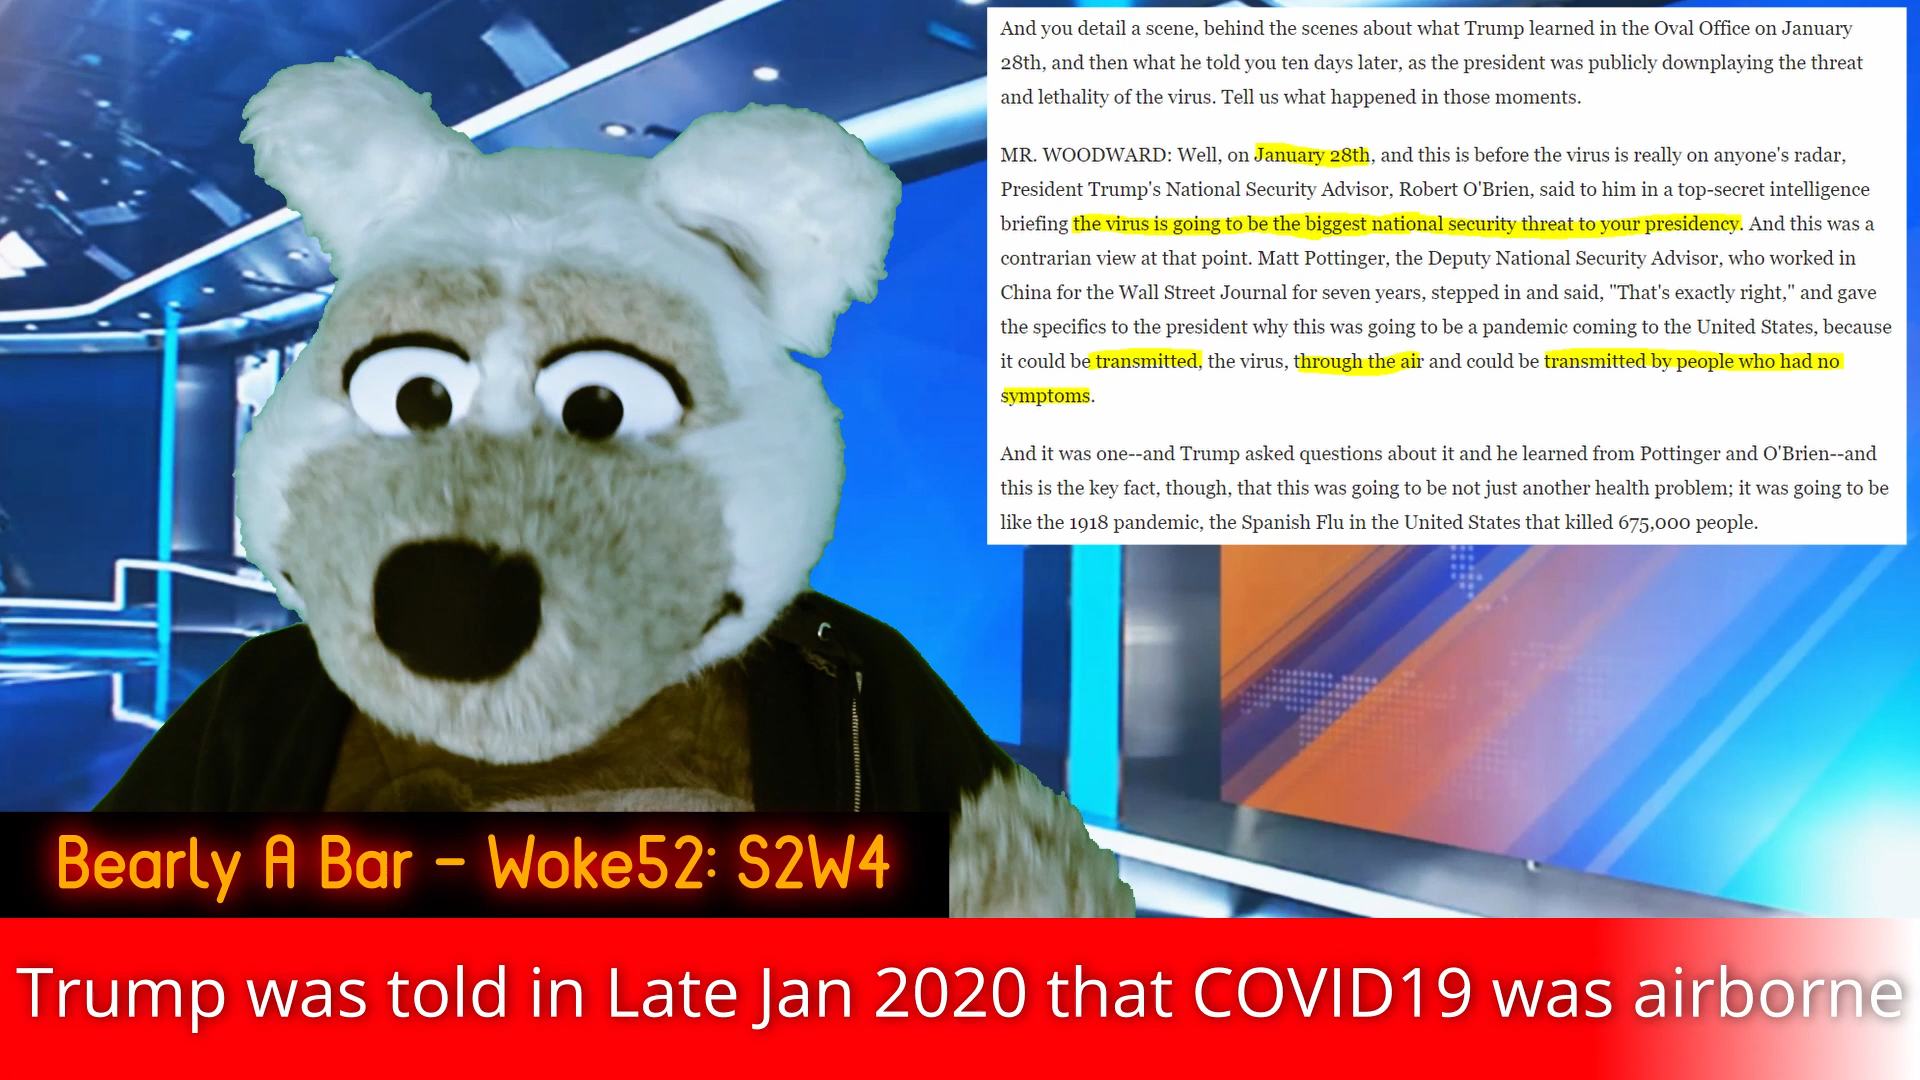 And you detail a scene, behind the scenes about what Trump learned in the Oval Office on January
28th, and then what he told you ten days later, as the president was publicly downplaying the threat
and lethality of the virus. Tell us what happened in those moments.
MR. WOODWARD: Well, on January 28th, and this is before the virus is really on anyone's radar,
President Trump's National Security Advisor, Robert O'Brien, said to him in a top-secret intelligence
briefing the virus is going to be the biggest national security threat to your presidency. And this was a
contrarian view at that point. Matt Pottinger, the Deputy National Security Advisor, who worked in
China for the Wall Street Journal for seven years, stepped in and said, "That's exactly right," and gave
the specifics to the president why this was going to be a pandemic coming to the United States, because
it could be transmitted, the virus, through the air and could be transmitted by people who had no
symptoms.
And it was one--and Trump asked questions about it and he learned from Pottinger and O'Brien--and
this is the key fact, though, that this was going to be not just another health problem; it was going to be
like the 1918 pandemic, the Spanish Flu in the United States that killed 675,000 people.
Bearly A Bar - Woke52: S2W4
Trump was told in Late Jan 2020 that COVID19 was airborne